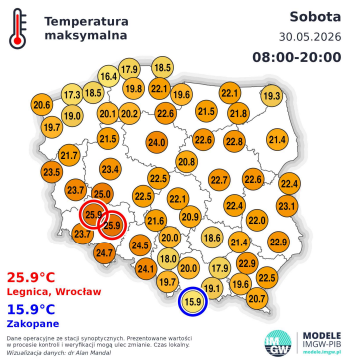 Temperatura
maksymalna
Sobota
30.05.2026
08:00-20:00
16.4 17.9 18.5
20.6 17.3 18.5 19.8 22.1 19.6 22.1 19.3
19.7 19.0 20.1 20.2 22.6 21.5 21.8
21.7 21.5 24.0 22.6 22.8 21.4
23.5 23.4 20.8
23.7 25.0 22.5 22.1 22.7 22.6 22.4
25.9 25.9 21.6 20.9 22.4 22.0 23.1
23.7 24.7 24.5 20.0 18.6 21.4 22.9
24.1 18.0 20.0 17.9 22.9
19.7 15.9 19.1 19.6 22.5 20.7
25.9°C
Legnica, Wrocław
15.9°C
Zakopane
Dane operacyjne ze stacji synoptycznych. Prezentowane wartości
w procesie kontroli i weryfikacji mogą ulec zmianie. Czas lokalny.
Wizualizacja danych: dr Alan Mandal
IM
GW
MODELE
IMGW-PIB
modele.imgw.pl